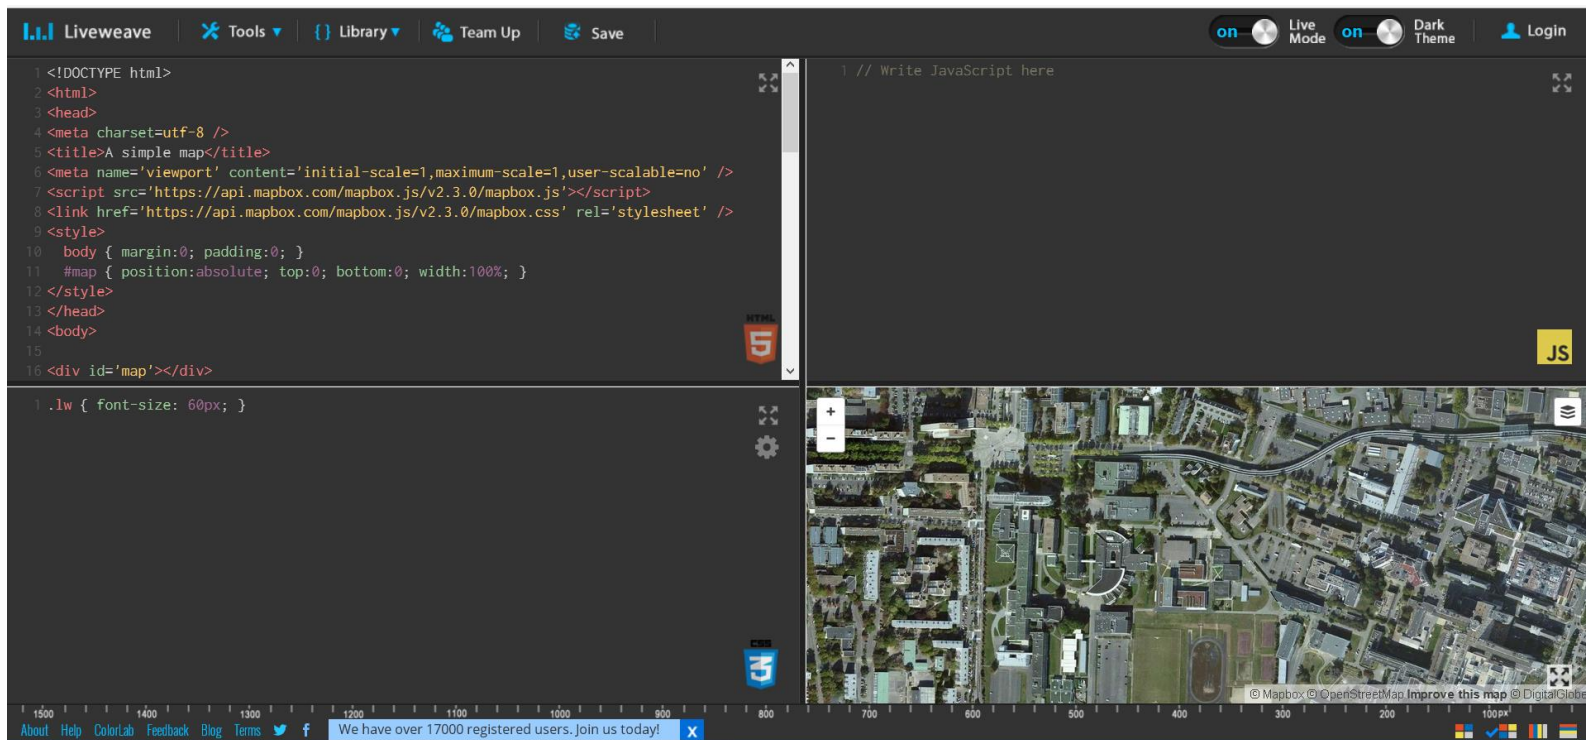 Liveweave Tools Library Team Up Save on Live Mode on Dark Theme Login
1 <!DOCTYPE html>
2 <html>
3 <head>
4 <meta charset=utf-8 />
5 <title>A simple map</title>
6 <meta name='viewport' content='initial-scale=1,maximum-scale=1,user-scalable=no' />
7 <script src='https://api.mapbox.com/mapbox.js/v2.3.0/mapbox.js'></script>
8 <link href='https://api.mapbox.com/mapbox.js/v2.3.0/mapbox.css' rel='stylesheet' />
9 <style>
10 body { margin:0; padding:0; }
11 #map { position:absolute; top:0; bottom:0; width:100%; }
12 </style>
13 </head>
14 <body>
15
16 <div id='map'></div>
HTML
5
1 // Write JavaScript here
JS
1 .lw { font-size: 60px; }
CSS
3
+
−
© Mapbox © OpenStreetMap Improve this map © DigitalGlobe
1500 1400 1300 1200 1100 1000 900 800 700 600 500 400 300 200 100px
About Help ColorLab Feedback Blog Terms f We have over 17000 registered users. Join us today! x